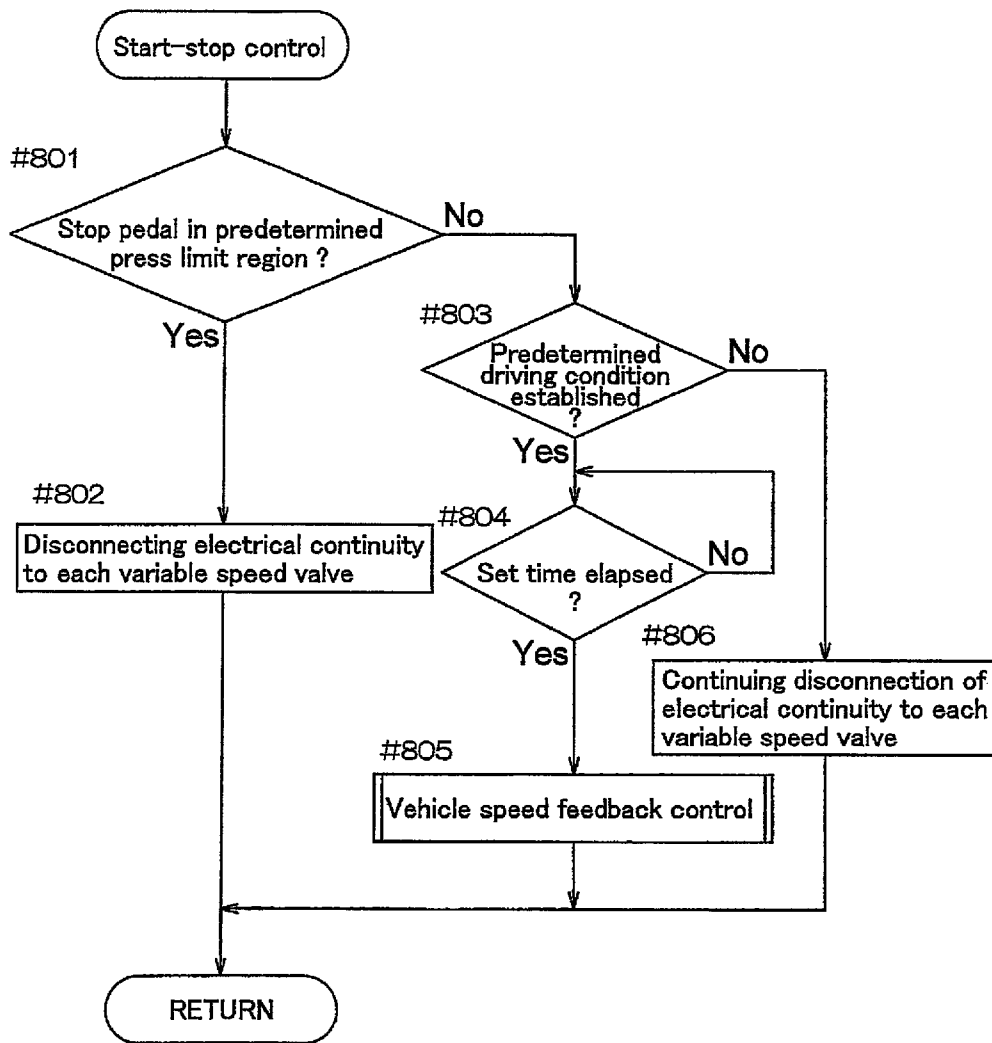 Start-stop control
#801
Stop pedal in predetermined
press limit region ?
No
Yes
#803
Predetermined
driving condition
established
?
No
Yes
#802
Disconnecting electrical continuity
to each variable speed valve
#804
Set time elapsed
?
No
Yes
#806
Continuing disconnection of
electrical continuity to each
variable speed valve
#805
Vehicle speed feedback control
RETURN